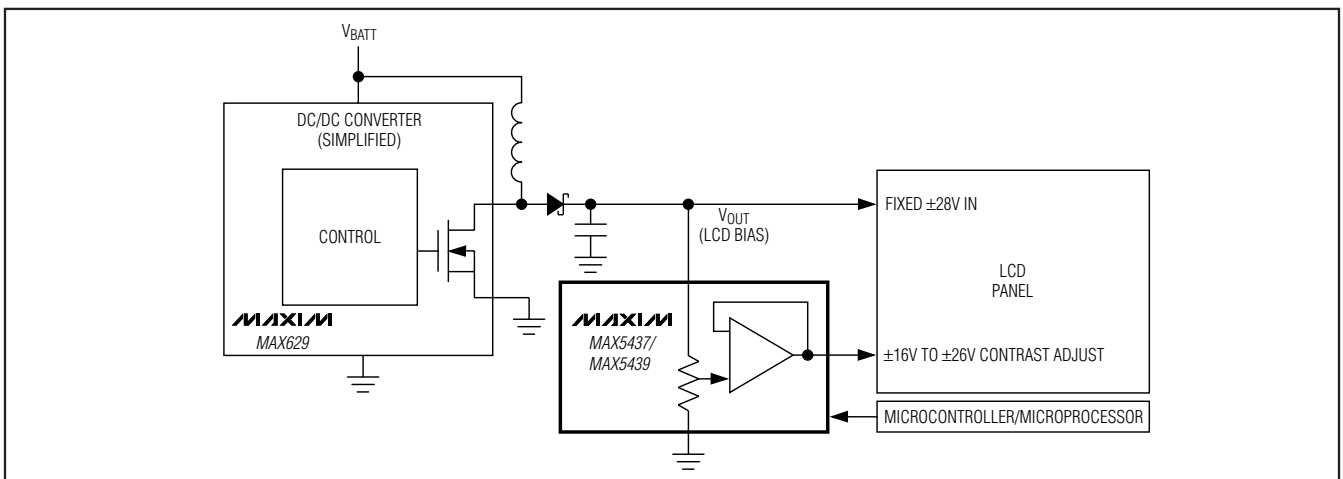 VBATT
DC/DC CONVERTER
(SIMPLIFIED)
CONTROL
MAXIM
MAX629
VOUT
(LCD BIAS)
MAXIM
MAX5437/
MAX5439
FIXED ±28V IN
LCD
PANEL
±16V TO ±26V CONTRAST ADJUST
MICROCONTROLLER/MICROPROCESSOR